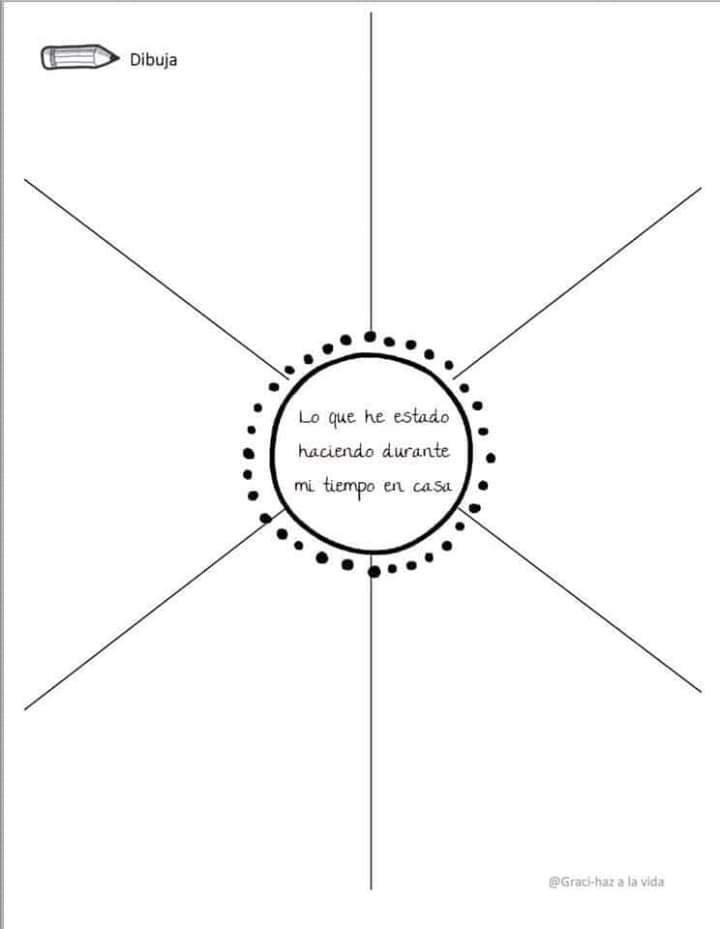 Dibuja
Lo que he estado
haciendo durante
mi tiempo en casa
@Graci-haz a la vida